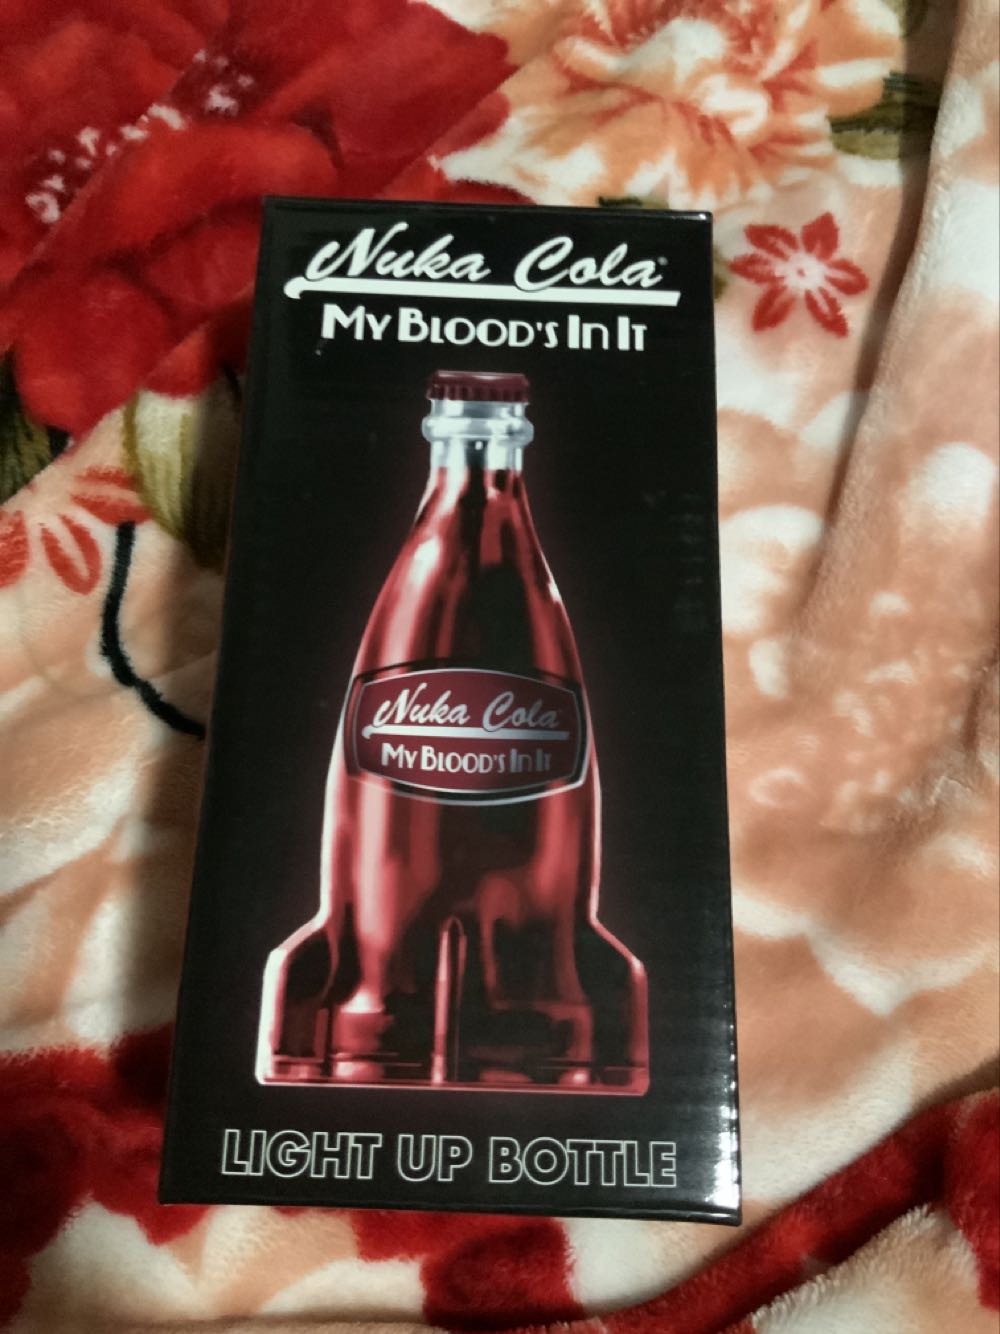 Nuka Cola®
My Blood's In It
Nuka Cola
My Blood's In It
LIGHT UP BOTTLE